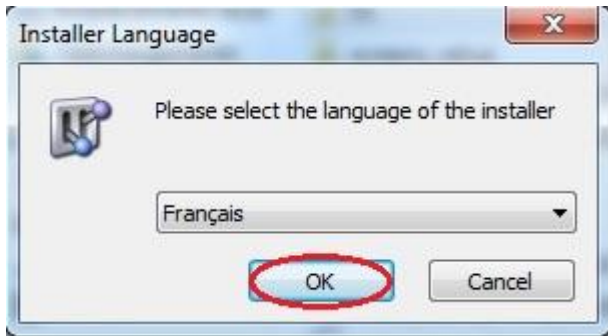 Installer Language
Please select the language of the installer
Français
OK
Cancel